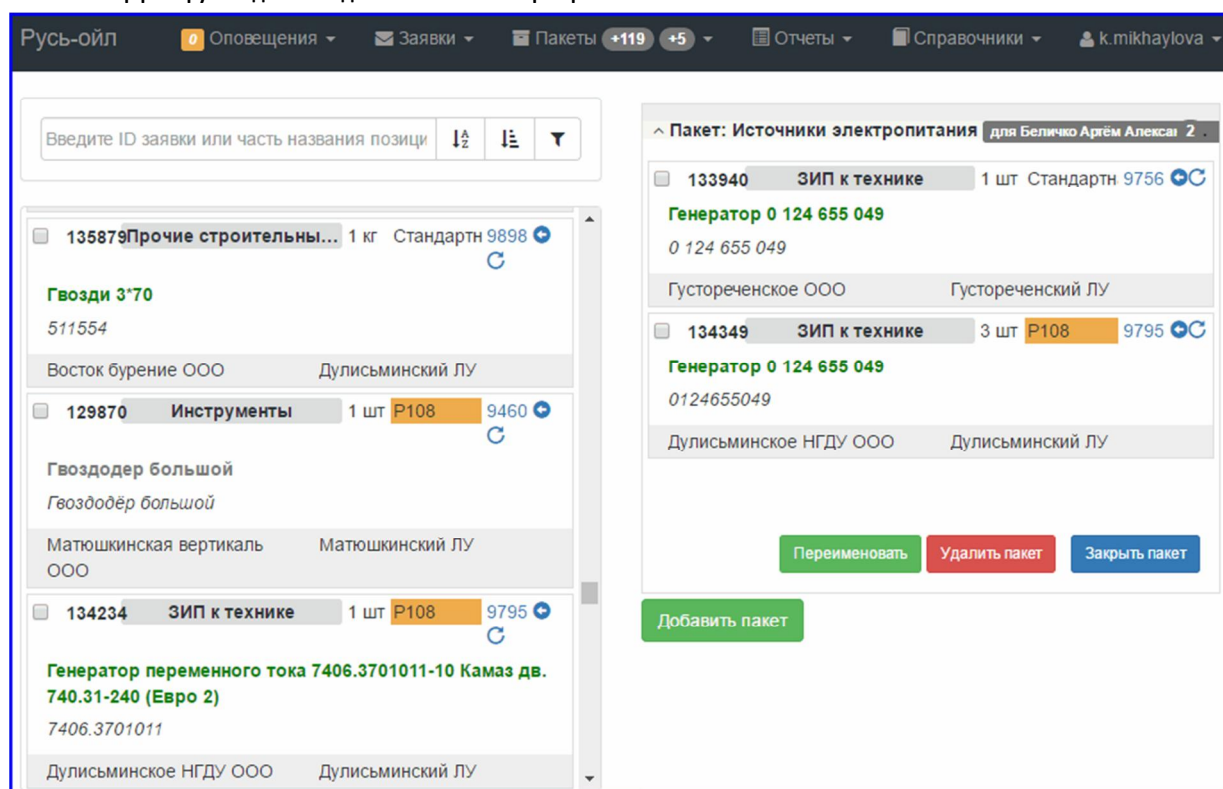 Русь-ойл 0 Оповещения Заявки Пакеты +119 +5 Отчеты Справочники k.mikhaylova
Введите ID заявки или часть названия позици
135879 Прочие строительны... 1 кг Стандартн 9898
Гвозди 3*70
511554
Восток бурение ООО Дулисьминский ЛУ
129870 Инструменты 1 шт Р108 9460
Гвоздодер большой
Гвоздодёр большой
Матюшкинская вертикаль Матюшкинский ЛУ
ООО
134234 ЗИП к технике 1 шт Р108 9795
Генератор переменного тока 7406.3701011-10 Камаз дв.
740.31-240 (Евро 2)
7406.3701011
Дулисьминское НГДУ ООО Дулисьминский ЛУ
Пакет: Источники электропитания для Беличко Артём Алексан 2 .
133940 ЗИП к технике 1 шт Стандартн 9756
Генератор 0 124 655 049
0 124 655 049
Густореченское ООО Густореченский ЛУ
134349 ЗИП к технике 3 шт Р108 9795
Генератор 0 124 655 049
0124655049
Дулисьминское НГДУ ООО Дулисьминский ЛУ
Переименовать Удалить пакет Закрыть пакет
Добавить пакет